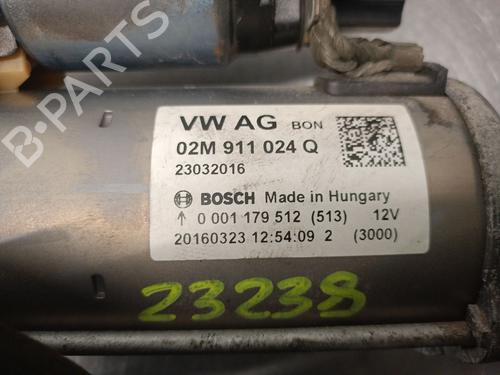 VW AG BON
02M 911 024 Q
23032016
BOSCH Made in Hungary
↑ 0 001 179 512 (513) 12V
20160323 12:54:09 2 (3000)
23238
B-PARTS